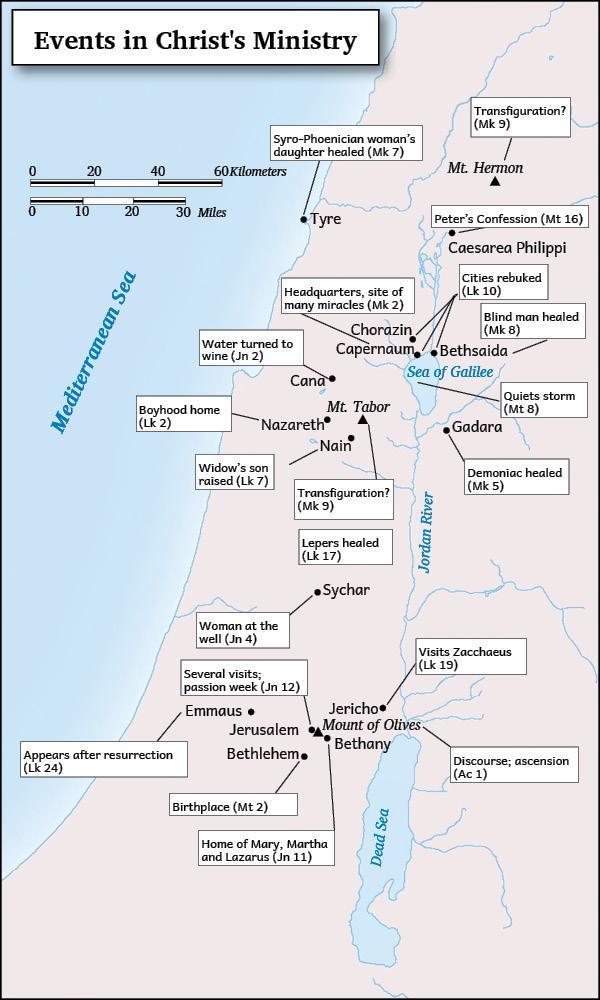 Events in Christ's Ministry
Transfiguration?
(Mk 9)
Mt. Hermon
Syro-Phoenician woman's
daughter healed (Mk 7)
0 20 40 60 Kilometers
0 10 20 30 Miles
Tyre
Peter's Confession (Mt 16)
Caesarea Philippi
Mediterranean Sea
Cities rebuked
(Lk 10)
Headquarters, site of
many miracles (Mk 2)
Blind man healed
(Mk 8)
Chorazin
Capernaum
Bethsaida
Water turned to
wine (Jn 2)
Sea of Galilee
Cana
Quiets storm
(Mt 8)
Boyhood home
(Lk 2)
Mt. Tabor
Nazareth
Gadara
Nain
Widow's son
raised (Lk 7)
Demoniac healed
(Mk 5)
Transfiguration?
(Mk 9)
Jordan River
Lepers healed
(Lk 17)
Sychar
Woman at the
well (Jn 4)
Visits Zacchaeus
(Lk 19)
Several visits;
passion week (Jn 12)
Emmaus
Jericho
Jerusalem
Mount of Olives
Bethany
Bethlehem
Appears after resurrection
(Lk 24)
Discourse; ascension
(Ac 1)
Birthplace (Mt 2)
Home of Mary, Martha
and Lazarus (Jn 11)
Dead Sea